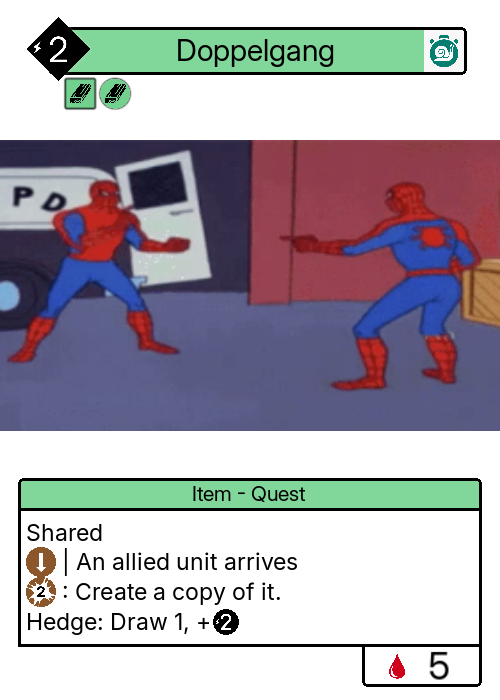 2 Doppelgang
P D
Item - Quest
Shared
| An allied unit arrives
2 : Create a copy of it.
Hedge: Draw 1, +2
5